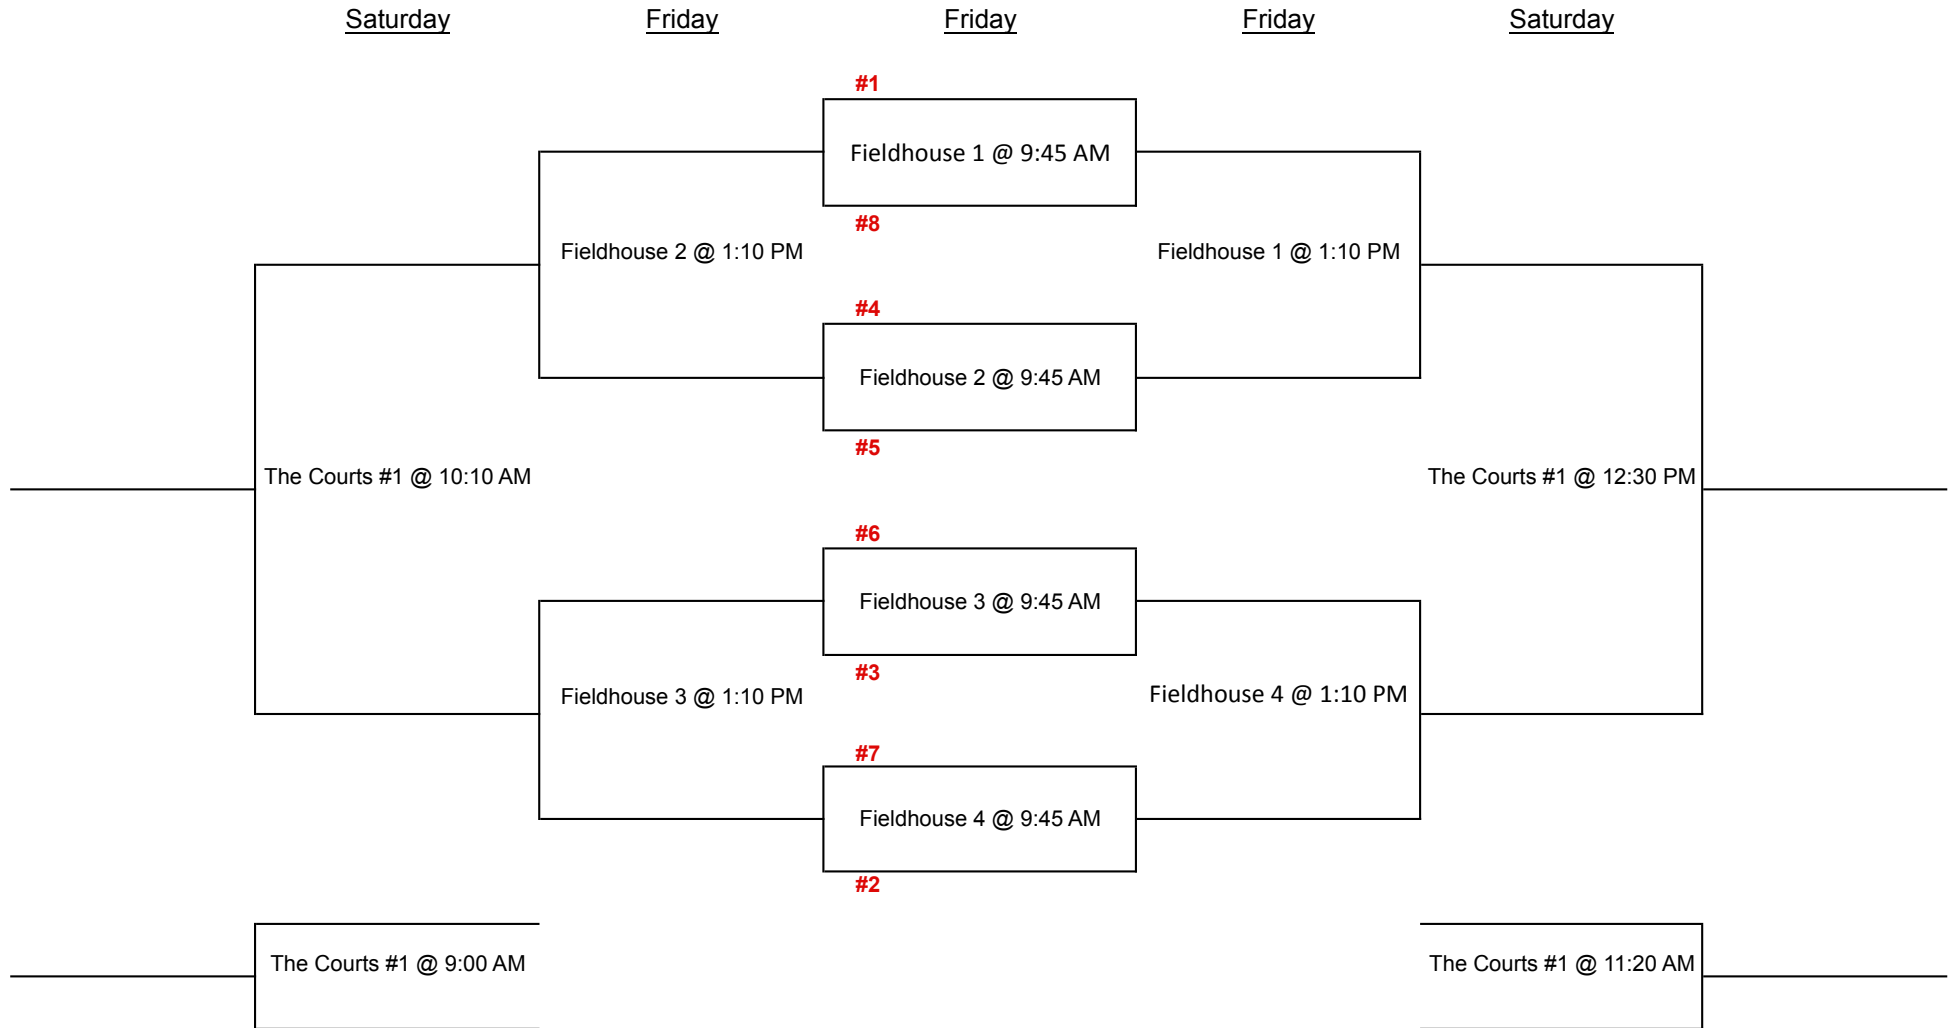 Saturday
Friday
Friday
Friday
Saturday
#1
Fieldhouse 1 @ 9:45 AM
#8
Fieldhouse 2 @ 1:10 PM
Fieldhouse 1 @ 1:10 PM
#4
Fieldhouse 2 @ 9:45 AM
#5
The Courts #1 @ 10:10 AM
The Courts #1 @ 12:30 PM
#6
Fieldhouse 3 @ 9:45 AM
#3
Fieldhouse 3 @ 1:10 PM
Fieldhouse 4 @ 1:10 PM
#7
Fieldhouse 4 @ 9:45 AM
#2
The Courts #1 @ 9:00 AM
The Courts #1 @ 11:20 AM